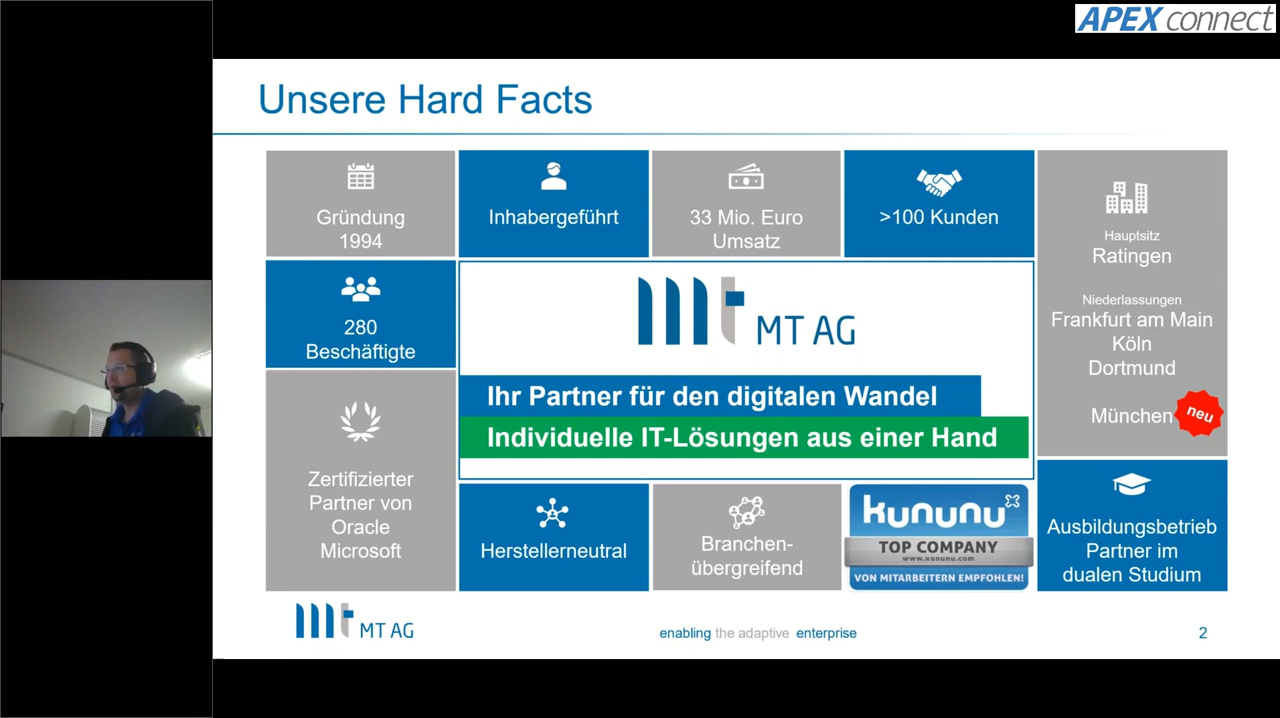 APEX connect
Unsere Hard Facts
Gründung
1994
Inhabergeführt
33 Mio. Euro
Umsatz
>100 Kunden
Hauptsitz
Ratingen
Niederlassungen
Frankfurt am Main
Köln
Dortmund
München
neu
280
Beschäftigte
mt MT AG
Ihr Partner für den digitalen Wandel
Individuelle IT-Lösungen aus einer Hand
Zertifizierter
Partner von
Oracle
Microsoft
Herstellerneutral
Branchen-
übergreifend
kununu
TOP COMPANY
www.kununu.com
VON MITARBEITERN EMPFOHLEN!
Ausbildungsbetrieb
Partner im
dualen Studium
mt MT AG
enabling the adaptive enterprise
2